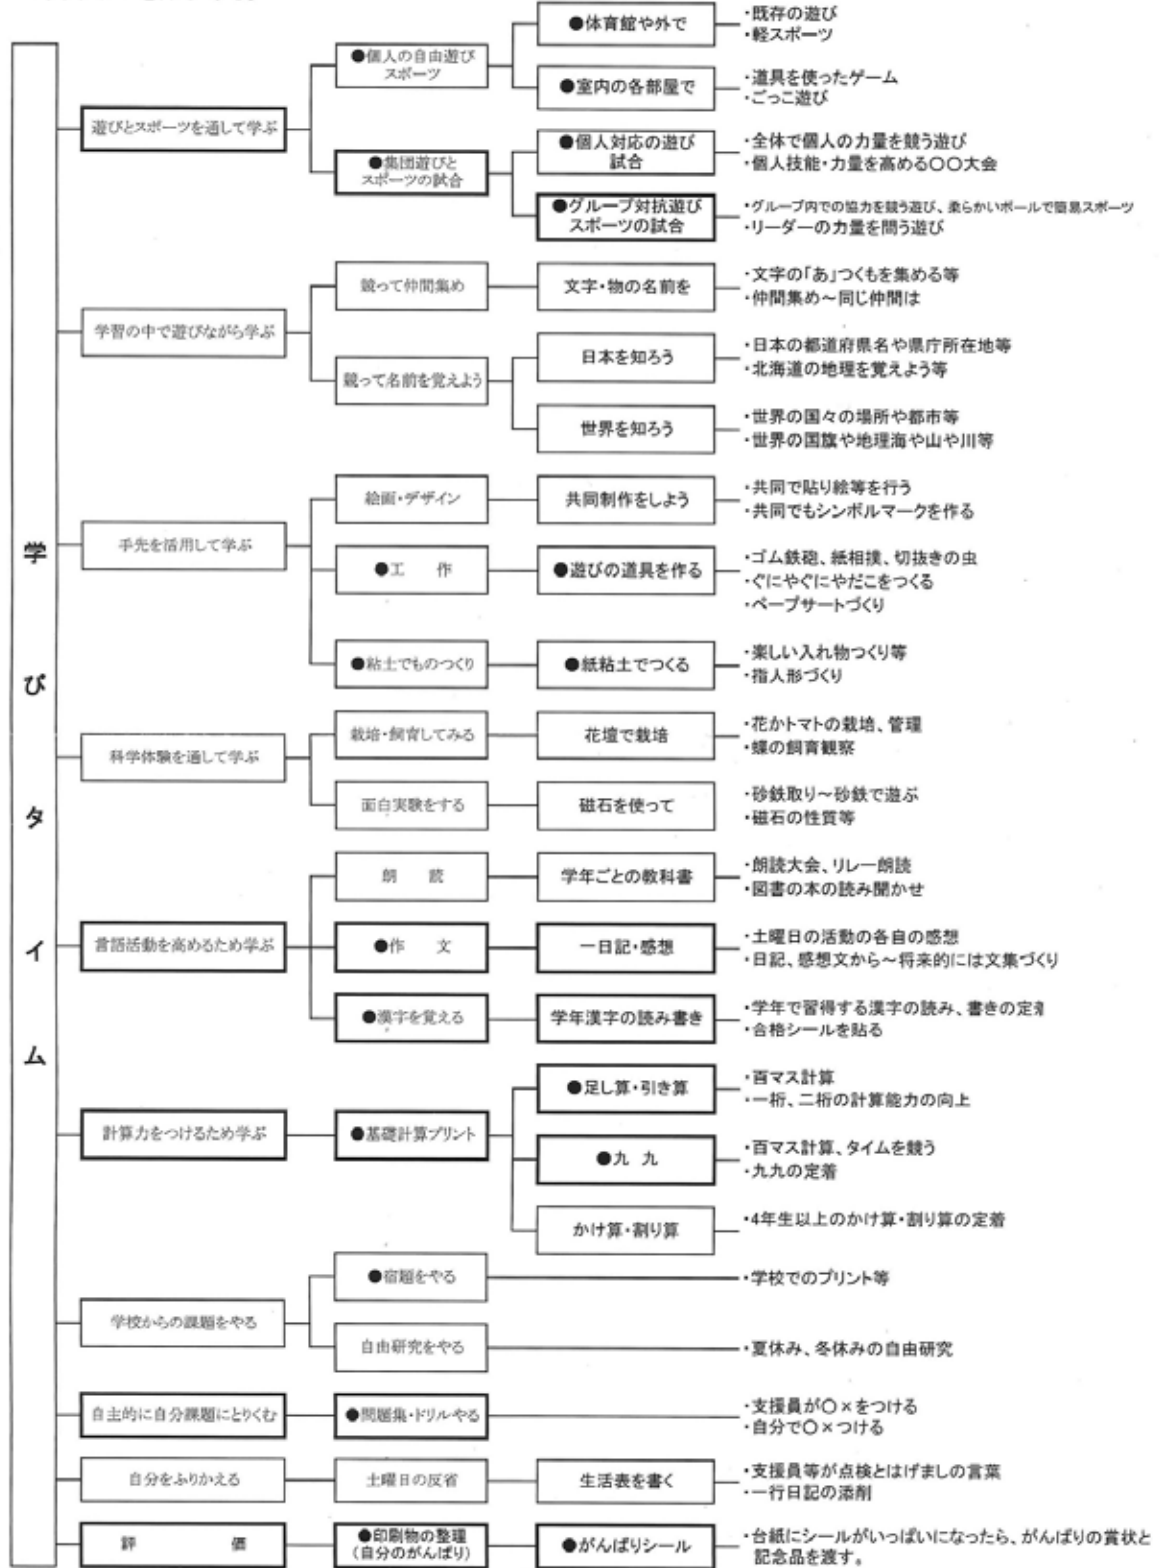 学びタイム
遊びとスポーツを通して学ぶ
●個人の自由遊び
スポーツ
●体育館や外で
・既存の遊び
・軽スポーツ
●室内の各部屋で
・道具を使ったゲーム
・ごっこ遊び
●集団遊びと
スポーツの試合
●個人対応の遊び
試合
・全体で個人の力量を競う遊び
・個人技能・力量を高める〇〇大会
●グループ対抗遊び
スポーツの試合
・グループ内での協力を競う遊び、柔らかいボールで簡易スポーツ
・リーダーの力量を問う遊び
学習の中で遊びながら学ぶ
競って仲間集め
文字・物の名前を
・文字の「あ」つくもを集める等
・仲間集め～同じ仲間は
競って名前を覚えよう
日本を知ろう
・日本の都道府県名や県庁所在地等
・北海道の地理を覚えよう等
世界を知ろう
・世界の国々の場所や都市等
・世界の国旗や地理海や山や川等
手先を活用して学ぶ
絵画・デザイン
共同制作をしよう
・共同で貼り絵等を行う
・共同でもシンボルマークを作る
●工　作
●遊びの道具を作る
・ゴム鉄砲、紙相撲、切抜きの虫
・ぐにやぐにやだこをつくる
・ペープサートづくり
●粘土でものつくり
●紙粘土でつくる
・楽しい入れ物つくり等
・指人形づくり
科学体験を通して学ぶ
栽培・飼育してみる
花壇で栽培
・花かトマトの栽培、管理
・蝶の飼育観察
面白実験をする
磁石を使って
・砂鉄取り～砂鉄で遊ぶ
・磁石の性質等
言語活動を高めるため学ぶ
朗　読
学年ごとの教科書
・朗読大会、リレー朗読
・図書の本の読み聞かせ
●作　文
一日記・感想
・土曜日の活動の各自の感想
・日記、感想文から～将来的には文集づくり
●漢字を覚える
学年漢字の読み書き
・学年で習得する漢字の読み、書きの定着
・合格シールを貼る
計算力をつけるため学ぶ
●基礎計算プリント
●足し算・引き算
・百マス計算
・一桁、二桁の計算能力の向上
●九　九
・百マス計算、タイムを競う
・九九の定着
かけ算・割り算
・4年生以上のかけ算・割り算の定着
学校からの課題をやる
●宿題をやる
・学校でのプリント等
自由研究をやる
・夏休み、冬休みの自由研究
自主的に自分課題にとりくむ
●問題集・ドリルやる
・支援員が〇×をつける
・自分で〇×つける
自分をふりかえる
土曜日の反省
生活表を書く
・支援員等が点検とはげましの言葉
・一行日記の添削
評　価
●印刷物の整理
(自分のがんばり)
●がんばりシール
・台紙にシールがいっぱいになったら、がんばりの賞状と
記念品を渡す。